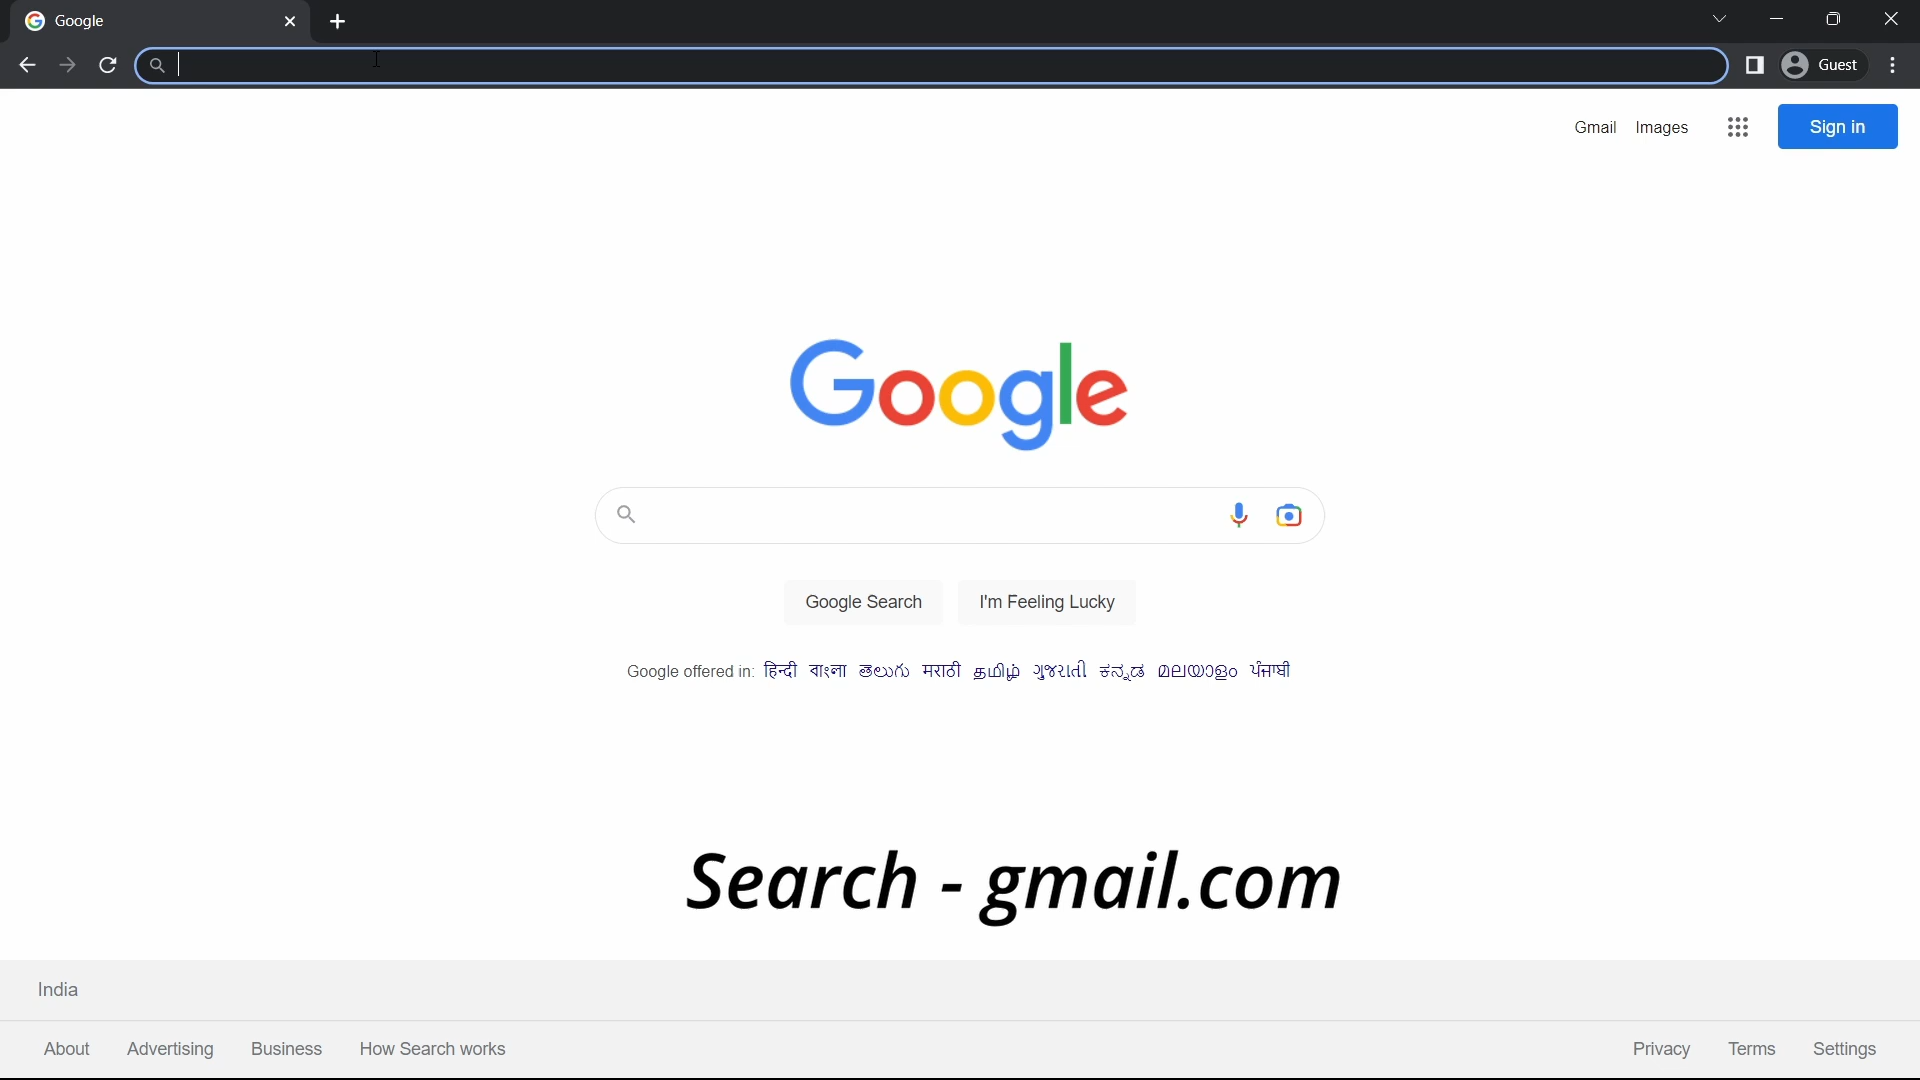 Google
Guest
Gmail Images Sign in
Google
Google Search I'm Feeling Lucky
Google offered in: हिन्दी বাংলা తెలుగు मराठी தமிழ் ગુજરાતી ಕನ್ನಡ മലയാളം ਪੰਜਾਬੀ
Search - gmail.com
India
About Advertising Business How Search works Privacy Terms Settings